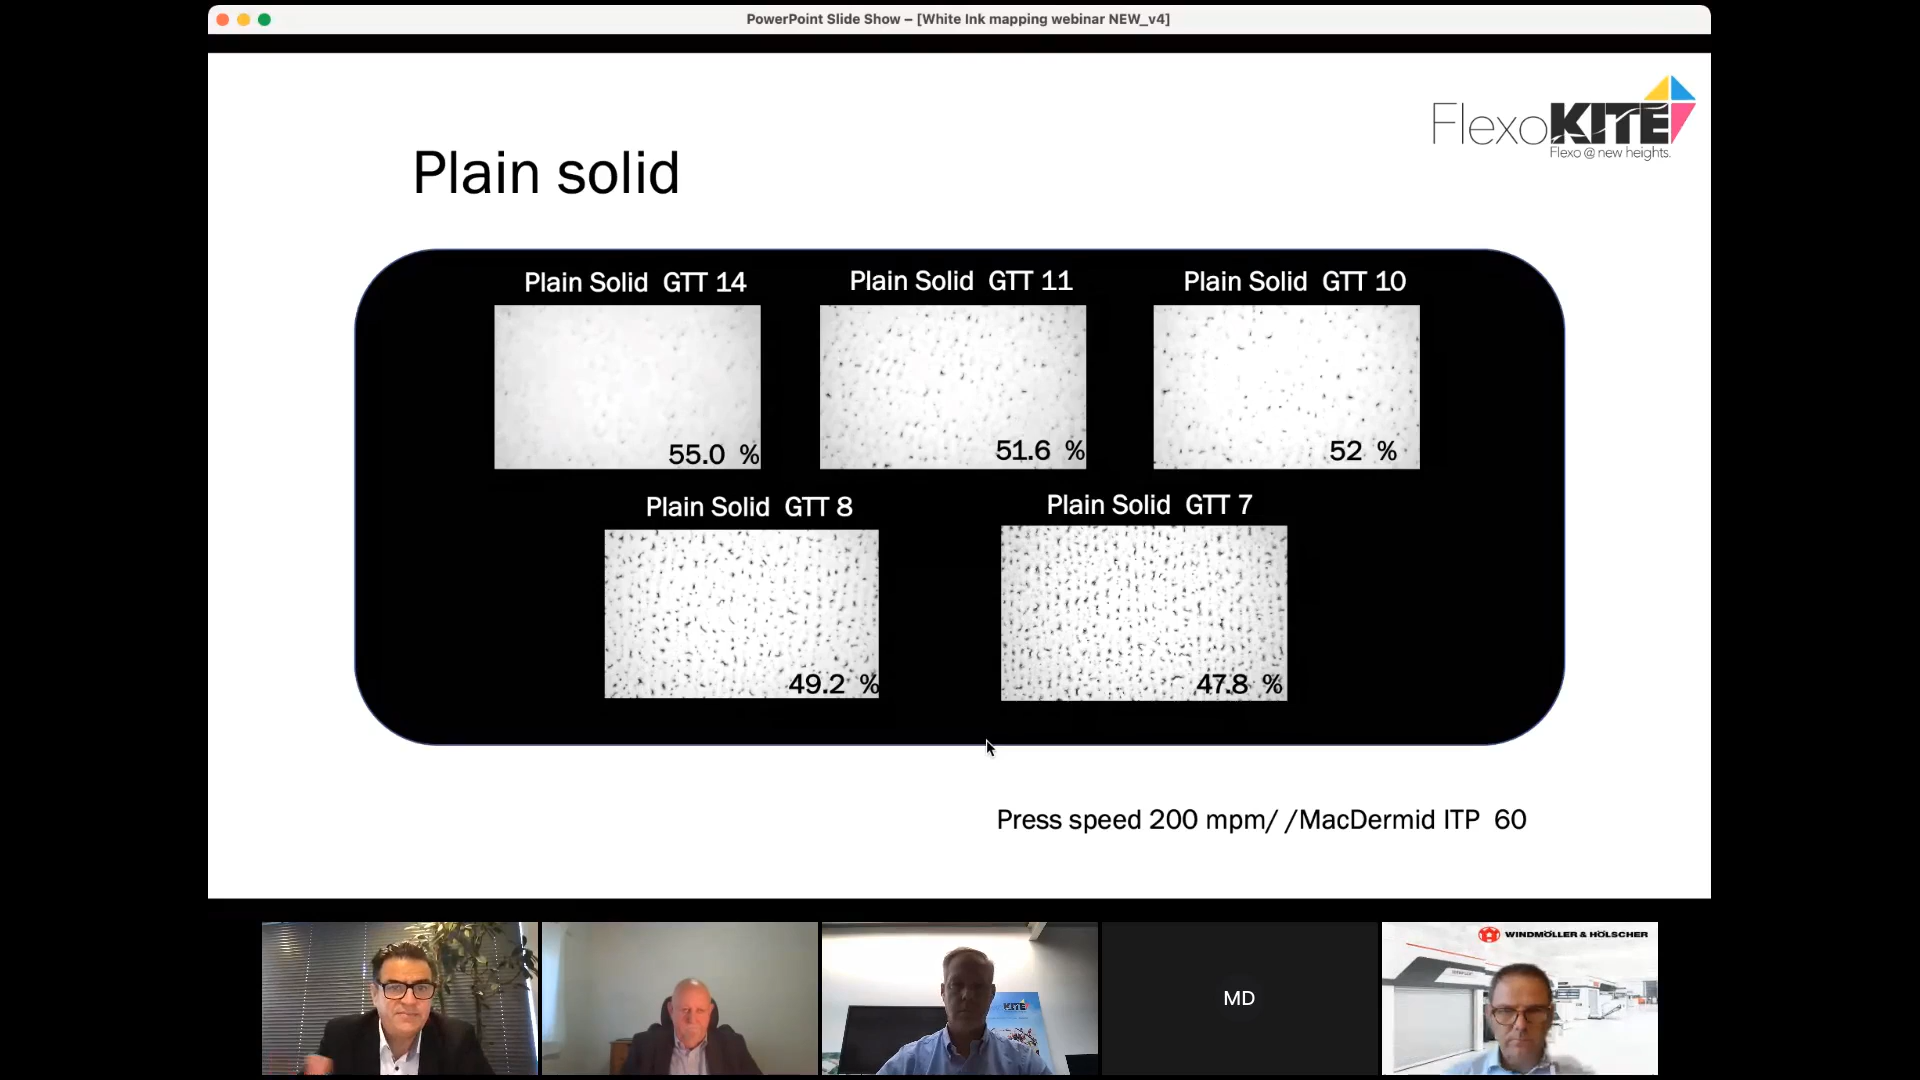 PowerPoint Slide Show – [White Ink mapping webinar NEW_v4]
FlexoKITE
Flexo @ new heights.
Plain solid
Plain Solid GTT 14
Plain Solid GTT 11
Plain Solid GTT 10
55.0 %
51.6 %
52 %
Plain Solid GTT 8
Plain Solid GTT 7
49.2 %
47.8 %
Press speed 200 mpm/ /MacDermid ITP 60
KITE
MD
WINDMÖLLER & HÖLSCHER